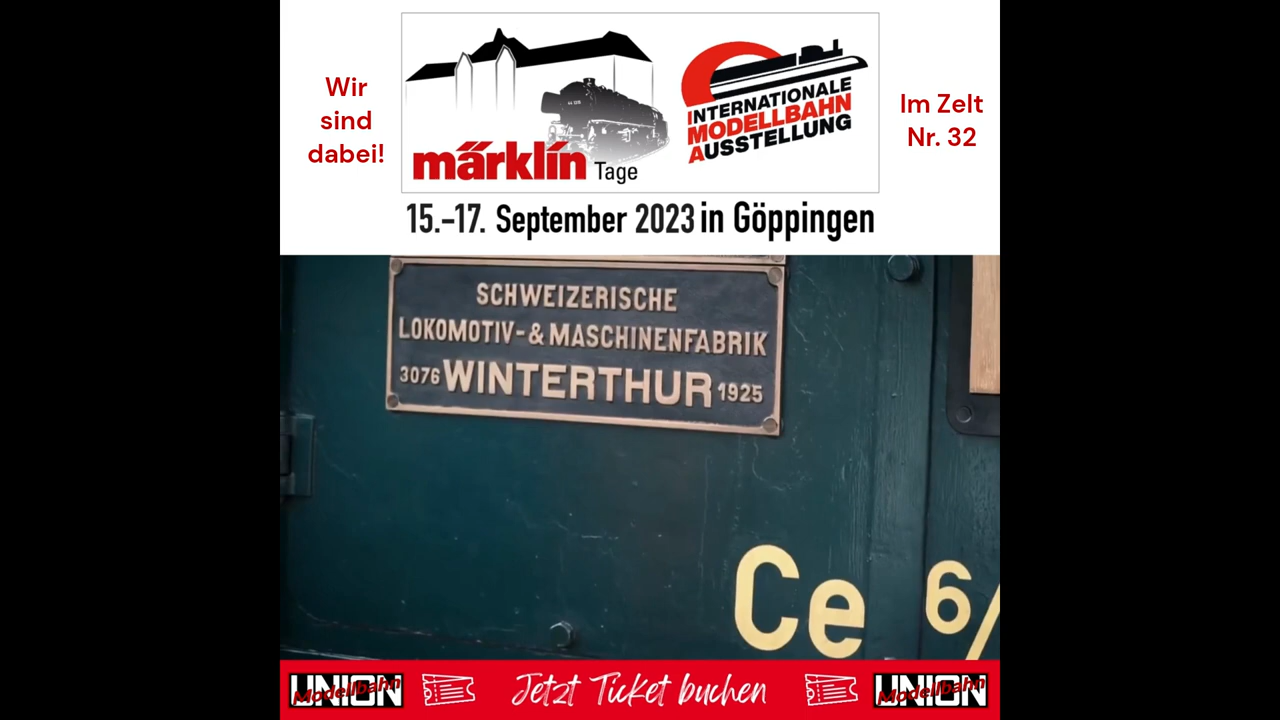 Wir
sind
dabei!
märklin Tage
INTERNATIONALE
MODELLBAHN
AUSSTELLUNG
Im Zelt
Nr. 32
15.–17. September 2023 in Göppingen
SCHWEIZERISCHE
LOKOMOTIV-& MASCHINENFABRIK
3076 WINTERTHUR 1925
Ce 6/
UNION Modellbahn
Jetzt Ticket buchen
UNION Modellbahn